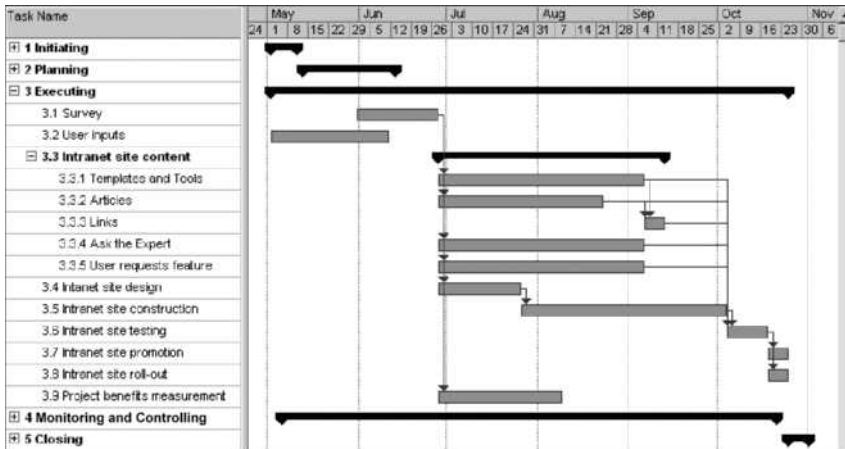 Task Name
May Jun Jul Aug Sep Oct Nov
24 1 8 15 22 29 5 12 19 26 3 10 17 24 31 7 14 21 28 4 11 18 25 2 9 16 23 30 6
1 Initiating
2 Planning
3 Executing
3.1 Survey
3.2 User inputs
3.3 Intranet site content
3.3.1 Templates and Tools
3.3.2 Articles
3.3.3 Links
3.3.4 Ask the Expert
3.3.5 User requests feature
3.4 Intanet site design
3.5 Intranet site construction
3.6 Intranet site testing
3.7 Intranet site promotion
3.8 Intranet site roll-out
3.9 Project benefits measurement
4 Monitoring and Controlling
5 Closing